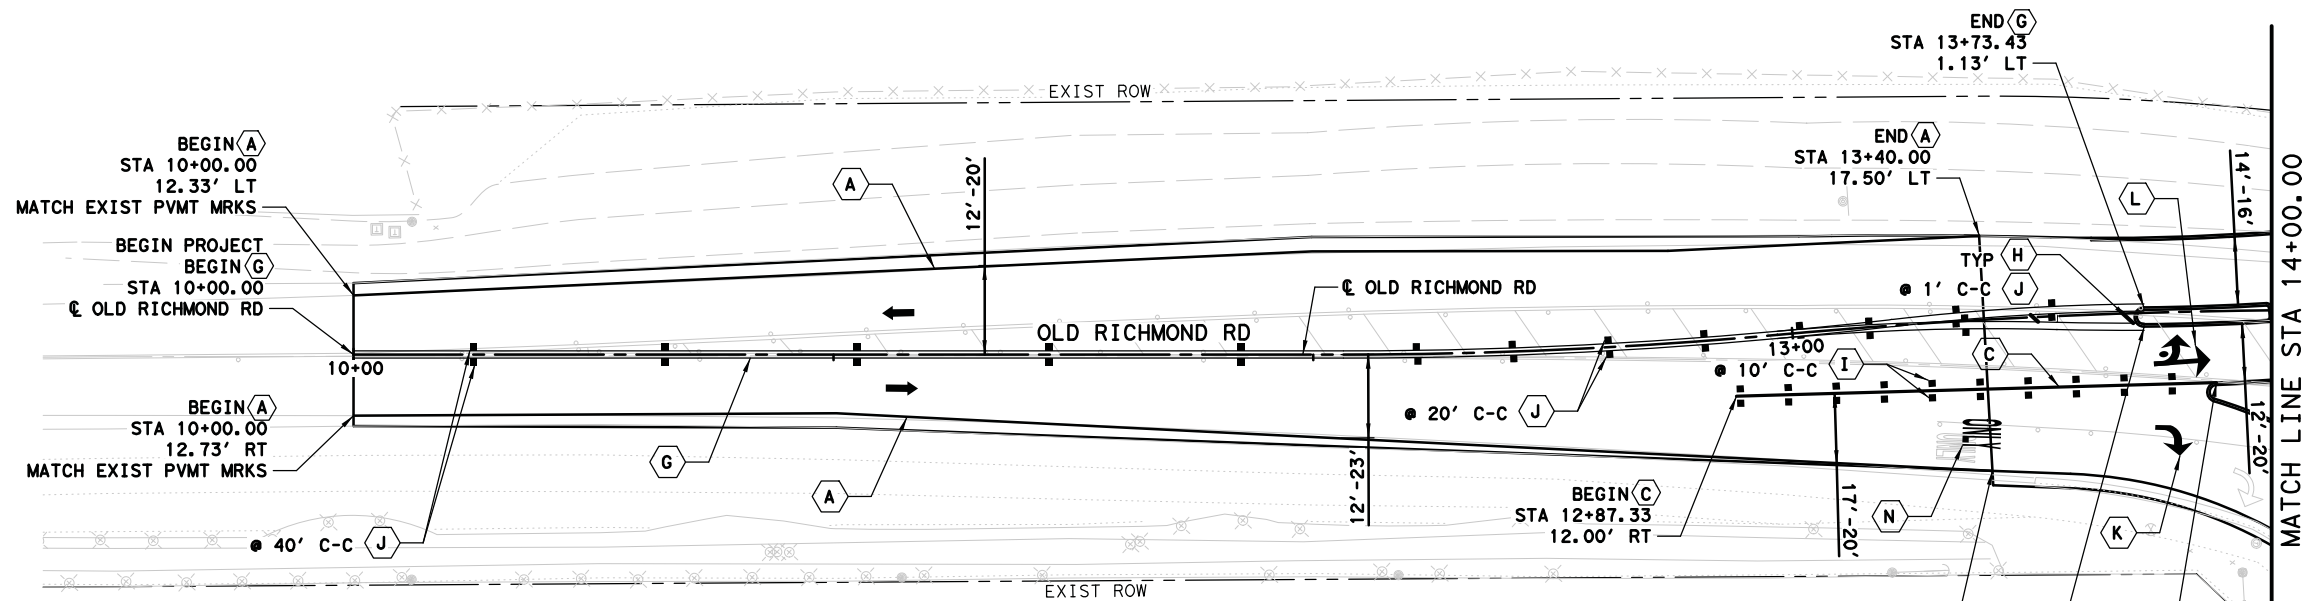 END G
STA 13+73.43
1.13' LT
EXIST ROW
BEGIN A
STA 10+00.00
12.33' LT
MATCH EXIST PVMT MRKS
END A
STA 13+40.00
17.50' LT
A
12'-20'
14'-16'
L
BEGIN PROJECT
BEGIN G
STA 10+00.00
℄ OLD RICHMOND RD
TYP H
@ 1' C-C J
℄ OLD RICHMOND RD
OLD RICHMOND RD
10+00
13+00
C
@ 10' C-C I
BEGIN A
STA 10+00.00
12.73' RT
MATCH EXIST PVMT MRKS
@ 20' C-C J
G
A
12'-23'
BEGIN C
STA 12+87.33
12.00' RT
17'-20'
N
12'-20'
K
@ 40' C-C J
EXIST ROW
MATCH LINE STA 14+00.00